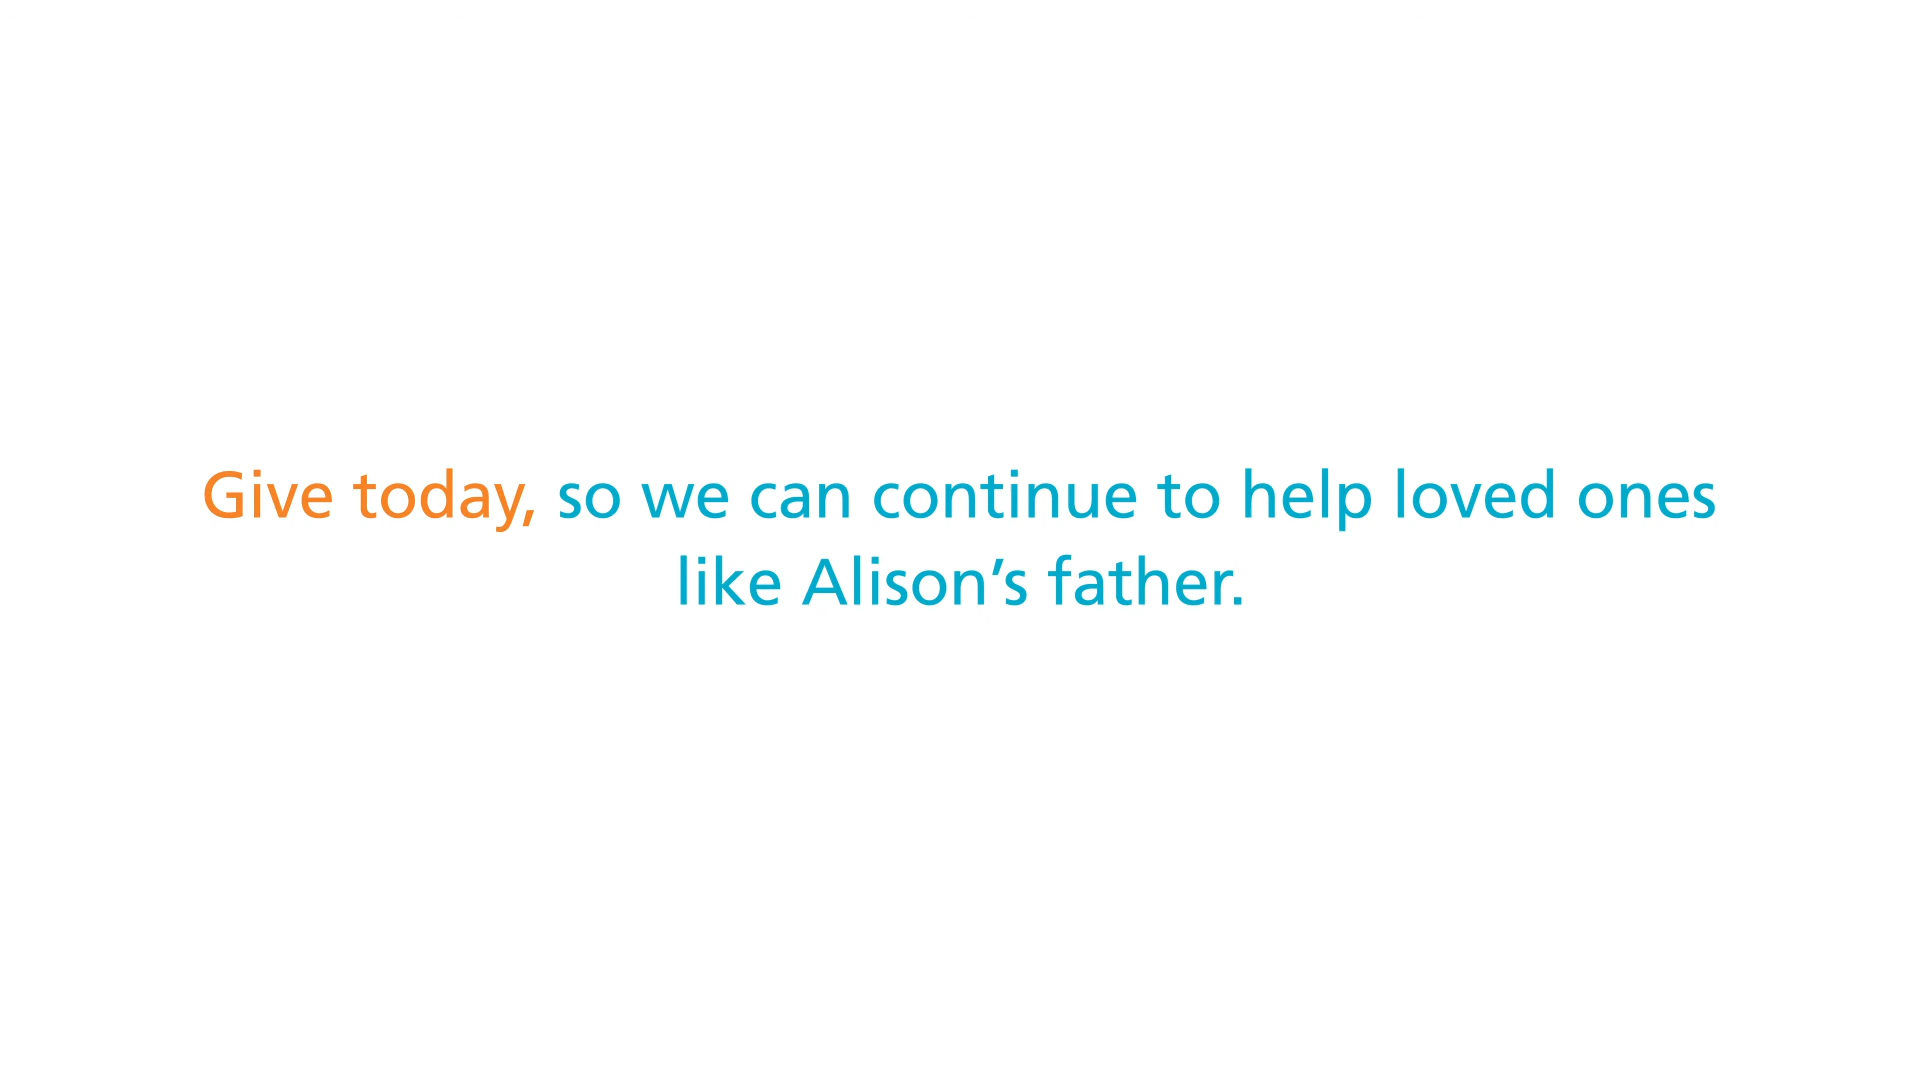 Give today, so we can continue to help loved ones
like Alison’s father.